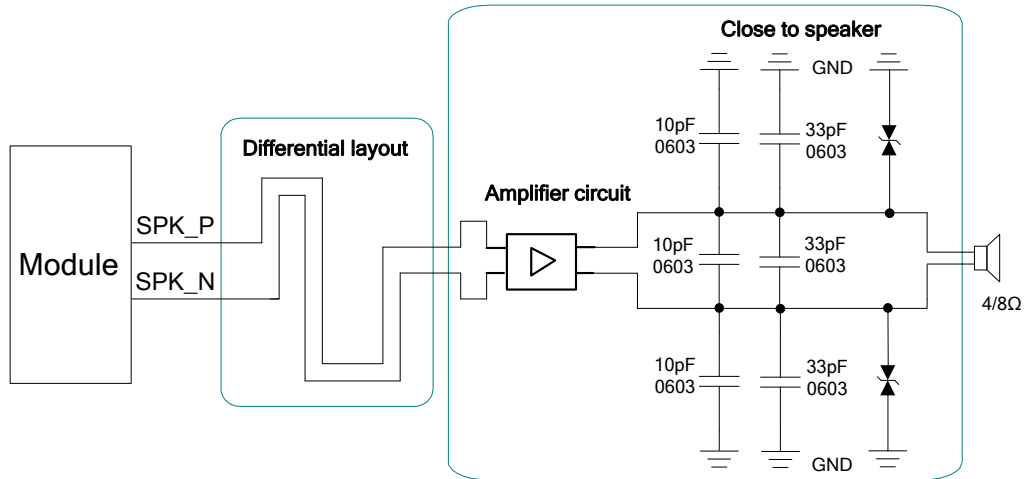 Close to speaker
GND
10pF
0603
33pF
0603
Differential layout
Amplifier circuit
SPK_P
Module
SPK_N
10pF
0603
33pF
0603
4/8Ω
10pF
0603
33pF
0603
GND